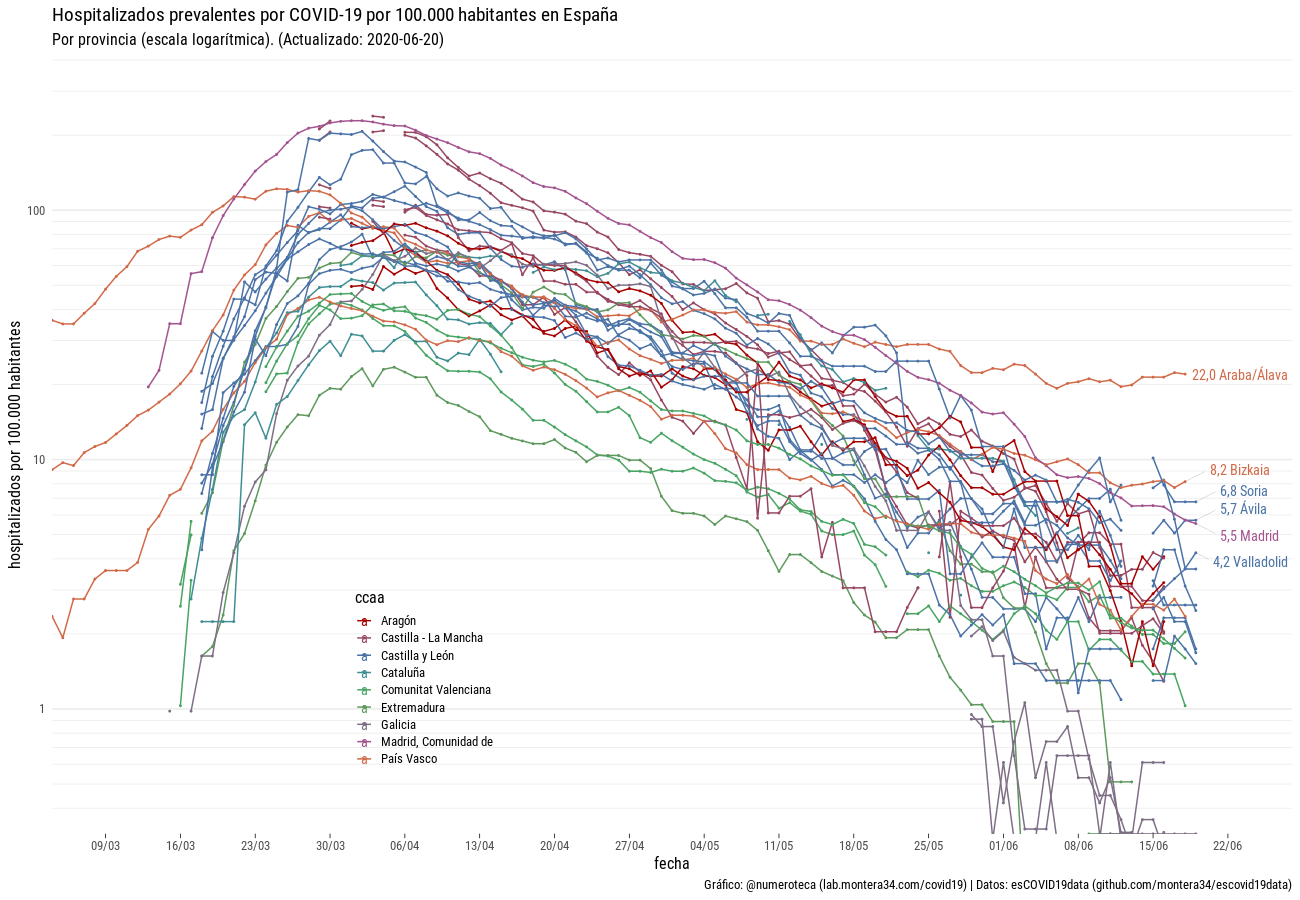 Hospitalizados prevalentes por COVID-19 por 100.000 habitantes en España
Por provincia (escala logarítmica). (Actualizado: 2020-06-20)
hospitalizados por 100.000 habitantes
100
10
1
22,0 Araba/Álava
8,2 Bizkaia
6,8 Soria
5,7 Ávila
5,5 Madrid
4,2 Valladolid
ccaa
a Aragón
a Castilla - La Mancha
a Castilla y León
a Cataluña
a Comunitat Valenciana
a Extremadura
a Galicia
a Madrid, Comunidad de
a País Vasco
09/03 16/03 23/03 30/03 06/04 13/04 20/04 27/04 04/05 11/05 18/05 25/05 01/06 08/06 15/06 22/06
fecha
Gráfico: @numeroteca (lab.montera34.com/covid19) | Datos: esCOVID19data (github.com/montera34/escovid19data)